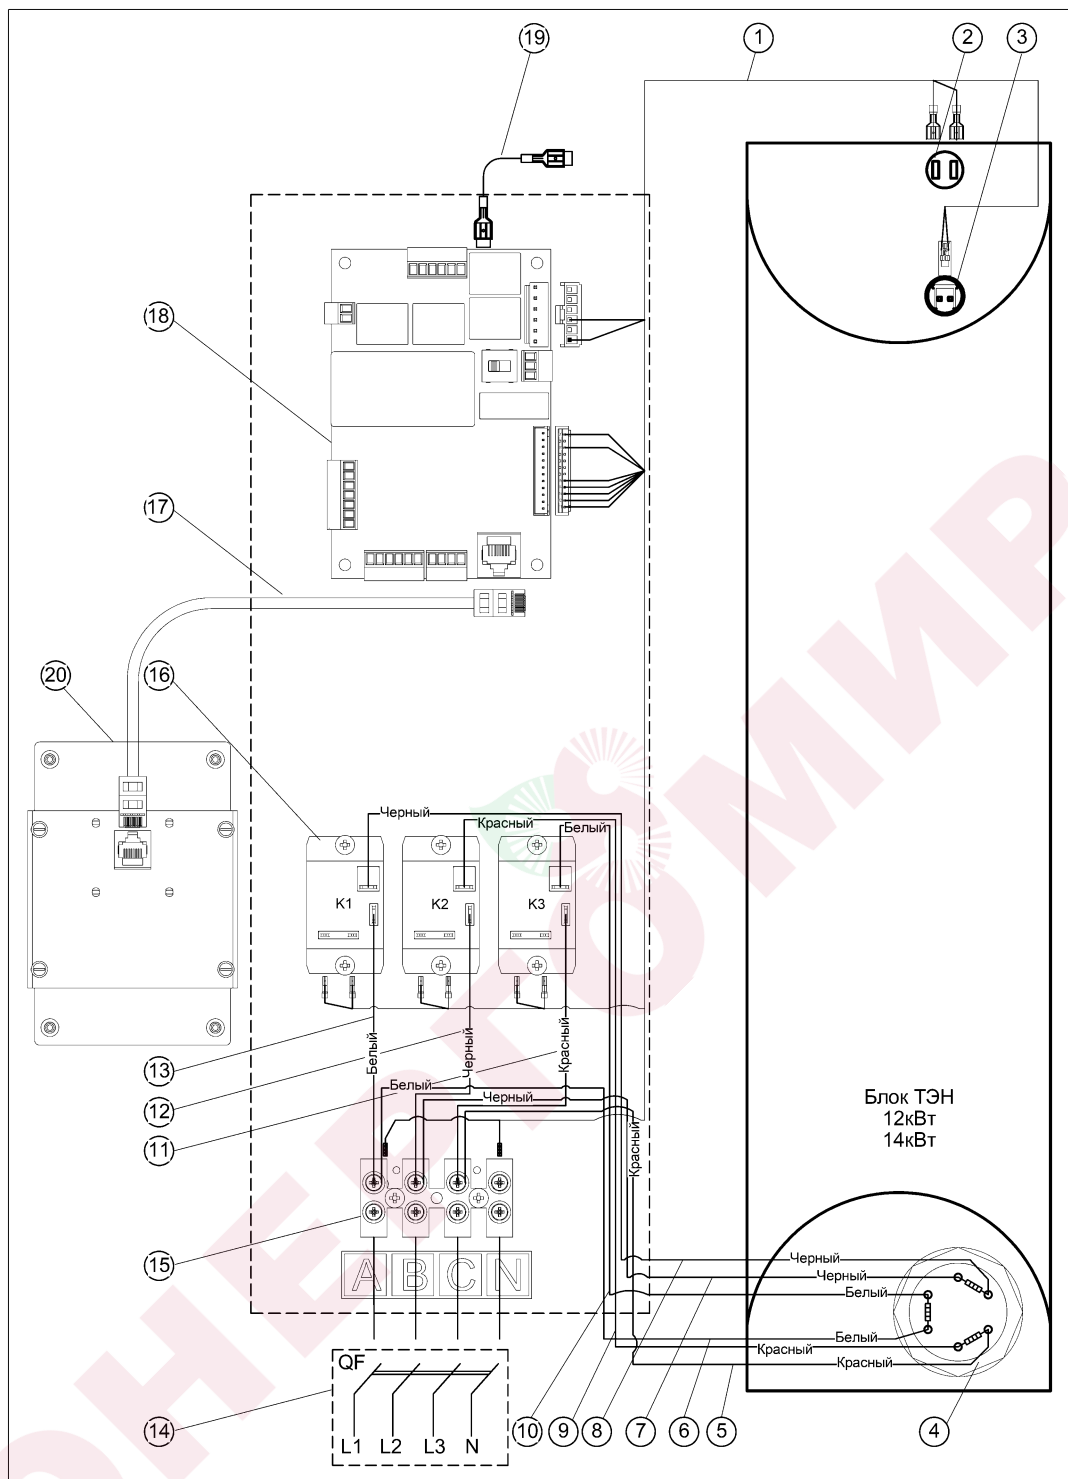 19
1
2
3
18
17
20
16
Черный
Красный
Белый
K1
K2
K3
13
Белый
Черный
Красный
12
Белый
Черный
11
Красный
Блок ТЭН
12кВт
14кВт
15
A
B
C
N
Черный
Черный
Белый
Белый
Красный
Красный
QF
14
L1
L2
L3
N
10
9
8
7
6
5
4
ЭНЕРГОМИР